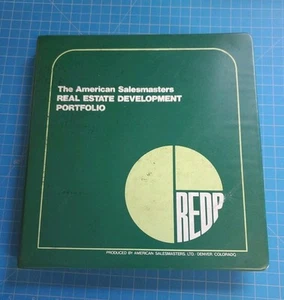 The American Salesmasters
REAL ESTATE DEVELOPMENT
PORTFOLIO
REDP
PRODUCED BY AMERICAN SALESMASTERS, LTD. DENVER, COLORADO